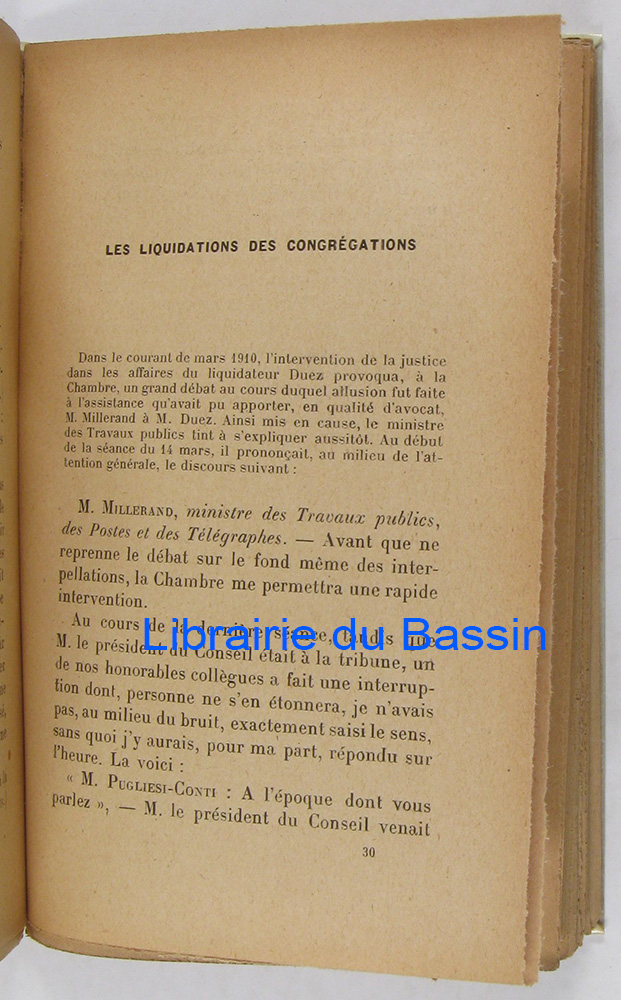 LES LIQUIDATIONS DES CONGRÉGATIONS
Dans le courant de mars 1910, l'intervention de la justice
dans les affaires du liquidateur Duez provoqua, à la
Chambre, un grand débat au cours duquel allusion fut faite
à l'assistance qu'avait pu apporter, en qualité d'avocat,
M. Millerand à M. Duez. Ainsi mis en cause, le ministre
des Travaux publics tint à s'expliquer aussitôt. Au début
de la séance du 14 mars, il prononçait, au milieu de l'at-
tention générale, le discours suivant :
M. MILLERAND, ministre des Travaux publics,
des Postes et des Télégraphes. — Avant que ne
reprenne le débat sur le fond même des inter-
pellations, la Chambre me permettra une rapide
intervention.
Au cours de la dernière séance, tandis que
M. le président du Conseil était à la tribune, un
de nos honorables collègues a fait une interrup-
tion dont, personne ne s'en étonnera, je n'avais
pas, au milieu du bruit, exactement saisi le sens,
sans quoi j'y aurais, pour ma part, répondu sur
l'heure. La voici :
« M. PUGLIESI-CONTI : A l'époque dont vous
parlez », — M. le président du Conseil venait
30
Librairie du Bassin